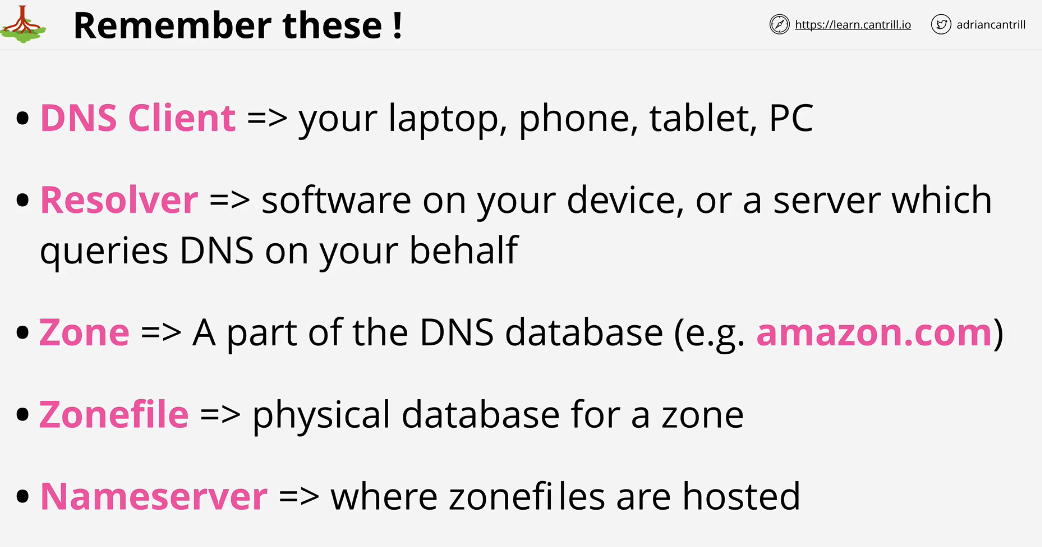 Remember these !
https://learn.cantrill.io
adriancantrill
• DNS Client => your laptop, phone, tablet, PC
• Resolver => software on your device, or a server which
queries DNS on your behalf
• Zone => A part of the DNS database (e.g. amazon.com)
• Zonefile => physical database for a zone
• Nameserver => where zonefiles are hosted